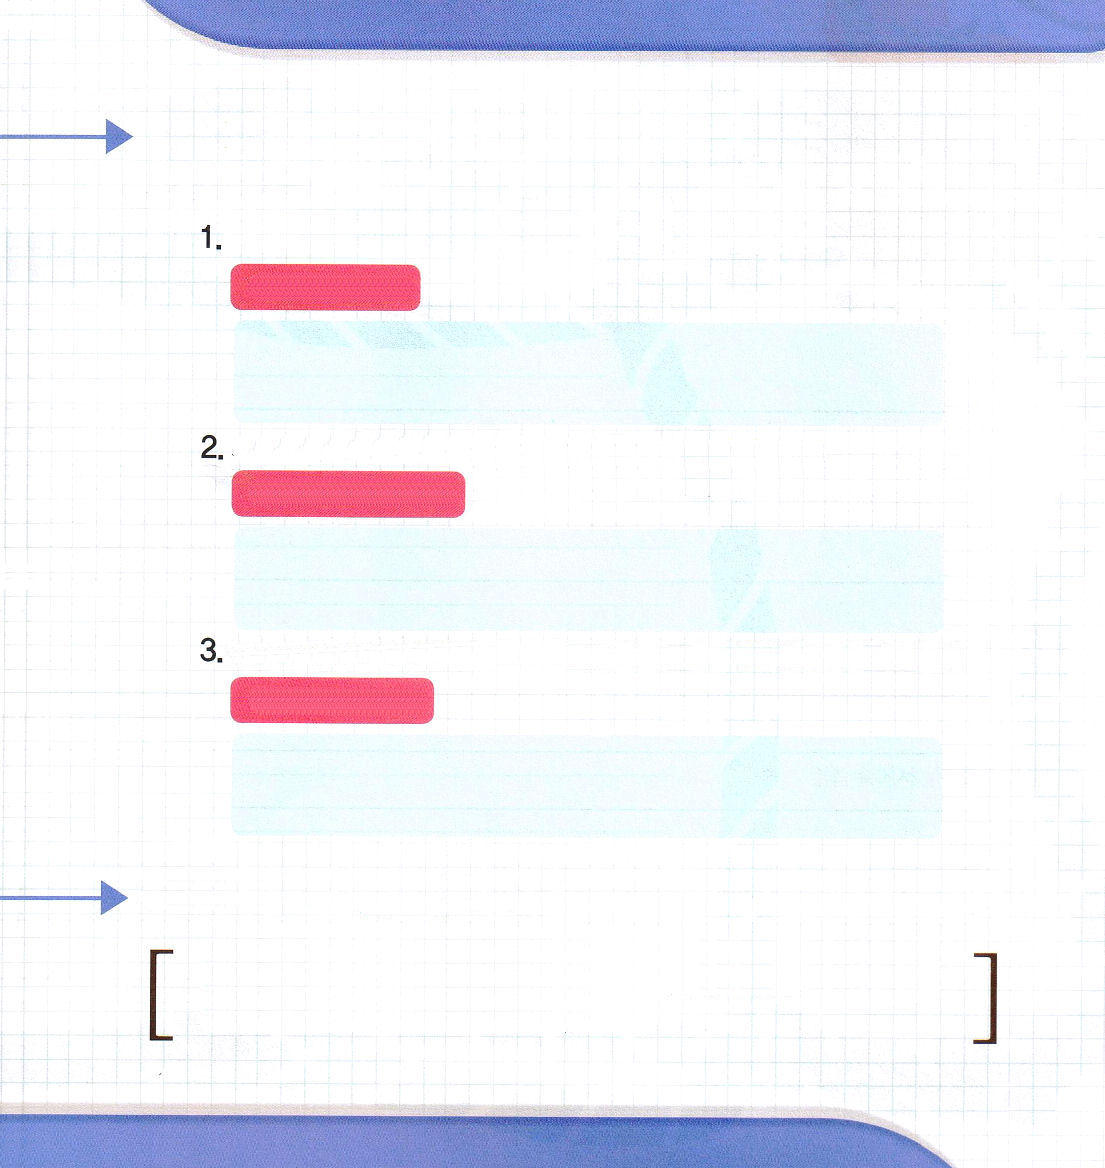 1.
2.
3.
[ ]